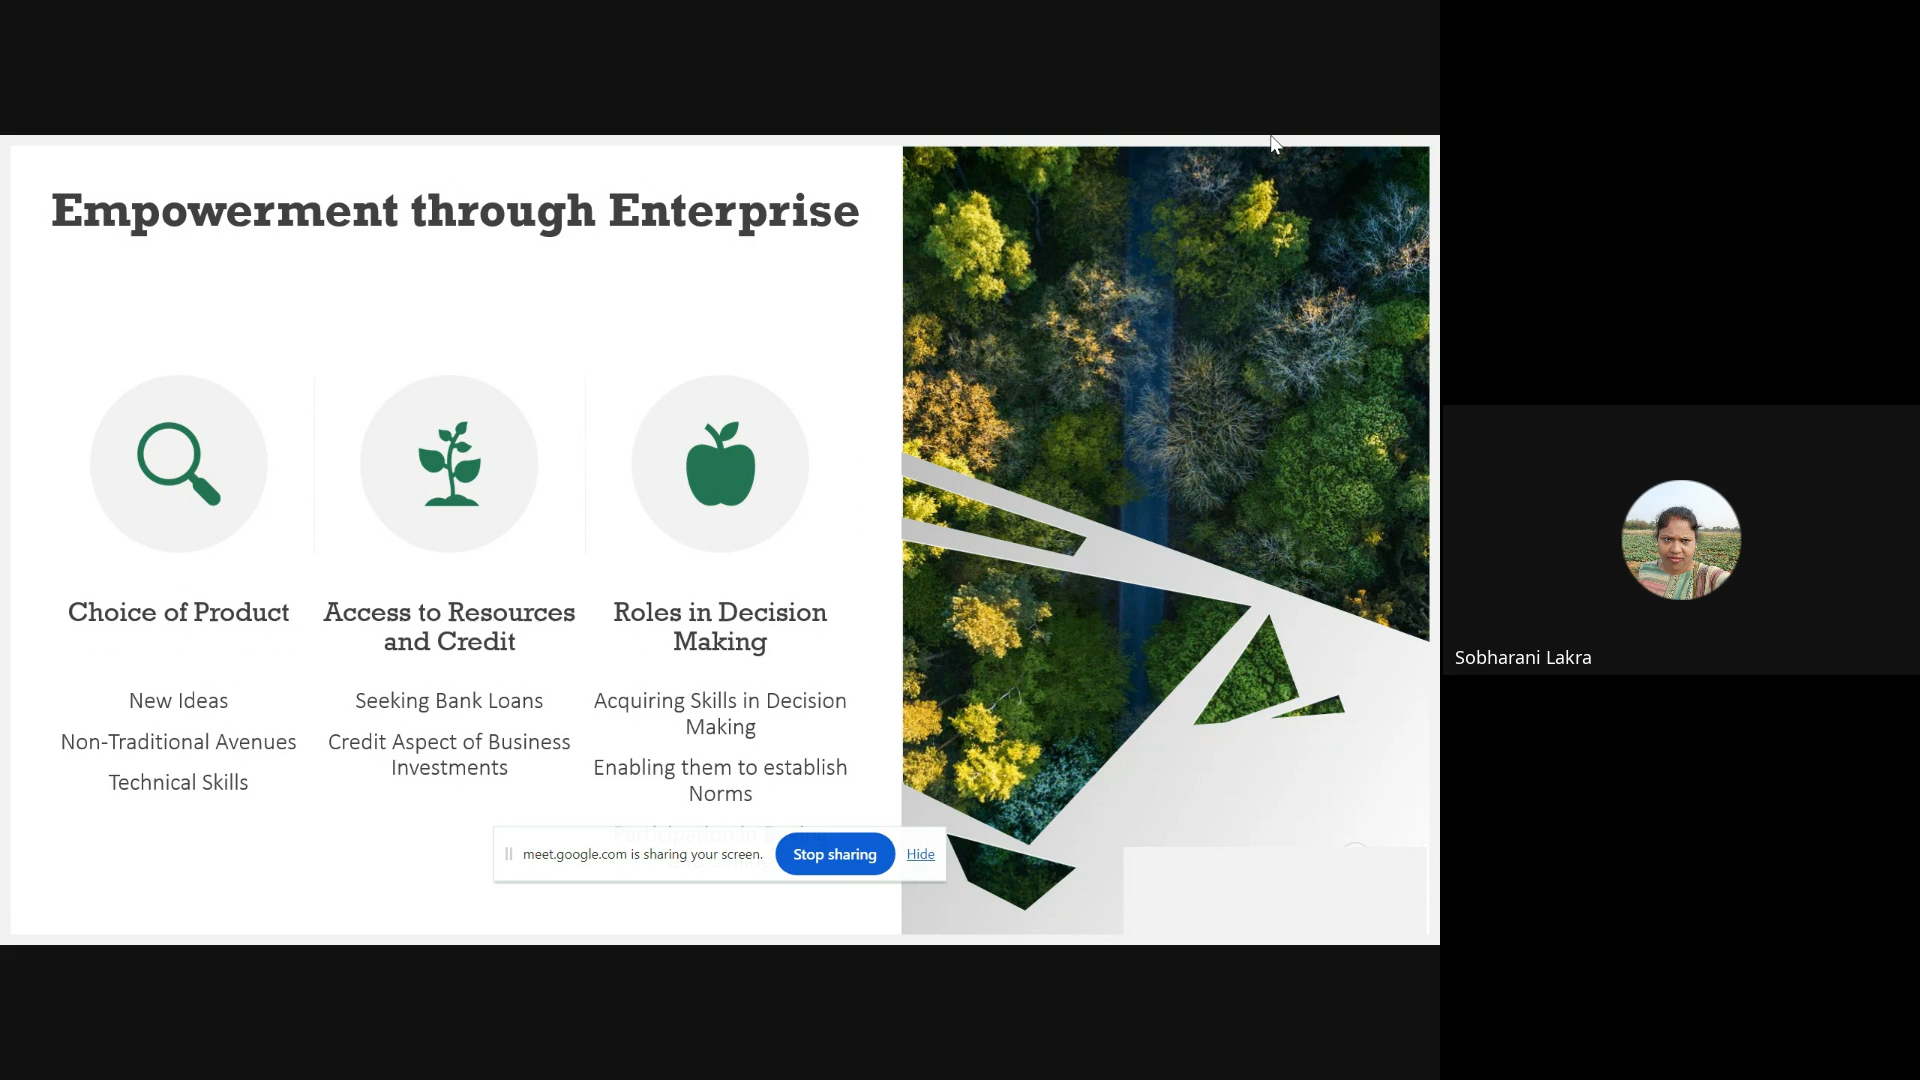 Empowerment through Enterprise
Choice of Product
New Ideas
Non-Traditional Avenues
Technical Skills
Access to Resources
and Credit
Seeking Bank Loans
Credit Aspect of Business
Investments
Roles in Decision
Making
Acquiring Skills in Decision
Making
Enabling them to establish
Norms
Participation in
meet.google.com is sharing your screen.
Stop sharing
Hide
Sobharani Lakra